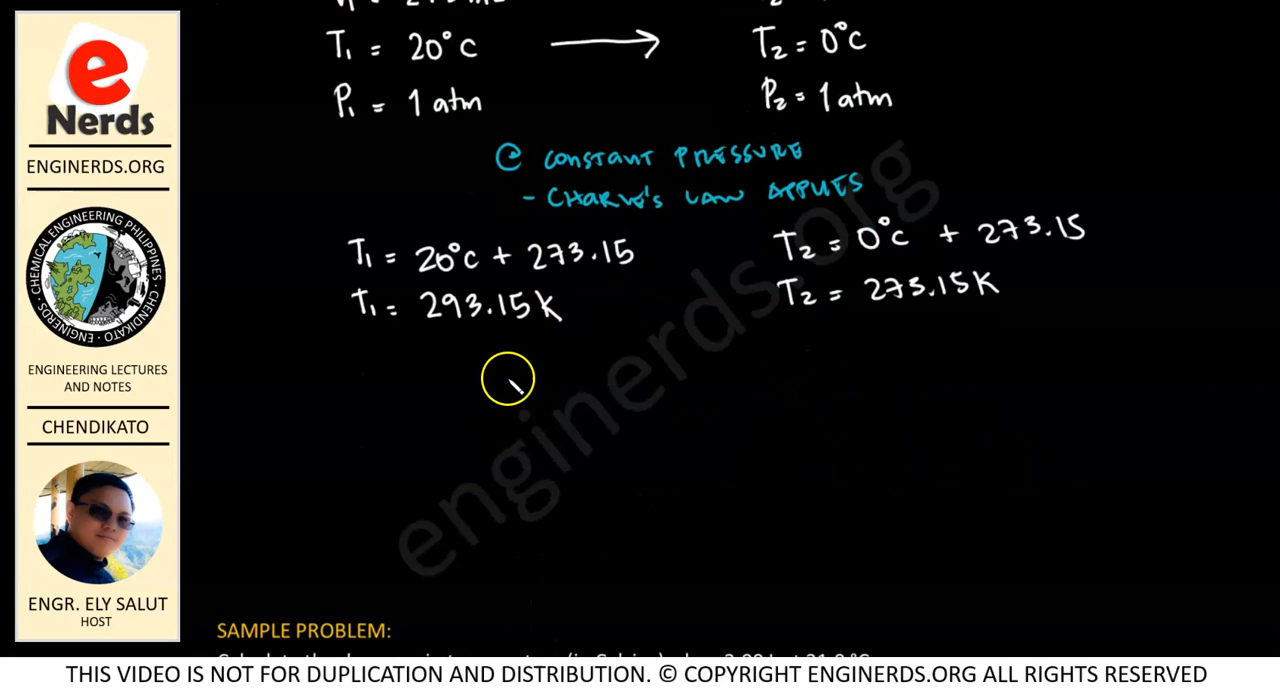 e
Nerds
ENGINERDS.ORG
CHEMICAL ENGINEERING PHILIPPINES
CHENDIKATO · ENGINERDS
ENGINEERING LECTURES
AND NOTES
CHENDIKATO
ENGR. ELY SALUT
HOST
T₁ = 20°C
T₂ = 0°C
P₁ = 1 atm
P₂ = 1 atm
@ CONSTANT PRESSURE
- CHARLE'S LAW APPLIES
T₁ = 20°C + 273.15
T₂ = 0°C + 273.15
T₁ = 293.15K
T₂ = 273.15K
enginerds.org
SAMPLE PROBLEM:
THIS VIDEO IS NOT FOR DUPLICATION AND DISTRIBUTION. © COPYRIGHT ENGINERDS.ORG ALL RIGHTS RESERVED